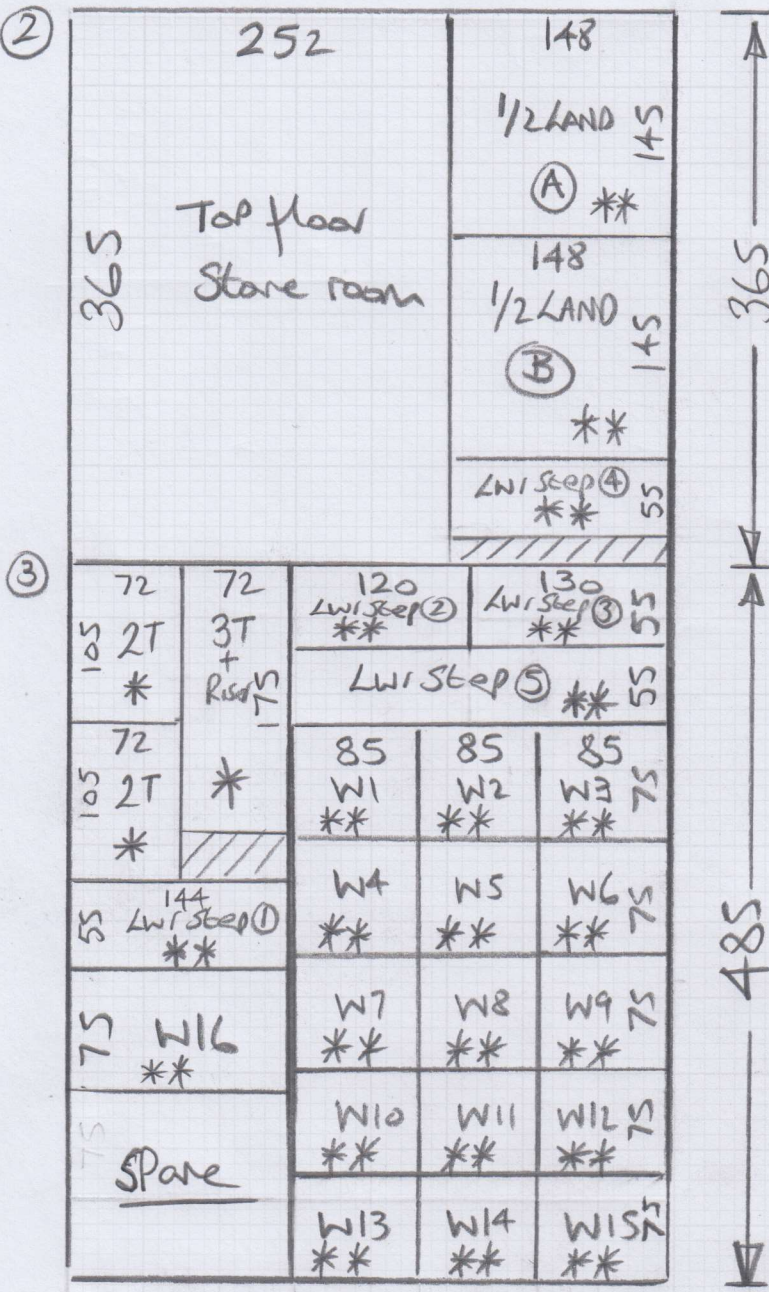 ②
252
148
1/2 LAND
145
Ⓐ **
365
Top floor
Store room
148
1/2 LAND
145
Ⓑ
**
Lwr Step ④
**
55
365
③
72
105
2T
*
72
3T
+
Riser
175
*
120
Lwr Step ②
**
130
Lwr Step ③
**
55
Lwr Step ⑤ **
55
72
105
2T
*
85
W1
**
85
W2
**
85
W3
**
75
144
55
Lwr Step ①
**
W4
**
W5
**
W6
**
75
75
W16
**
W7
**
W8
**
W9
**
75
75
Spare
W10
**
W11
**
W12
**
75
W13
**
W14
**
W15
**
75
485